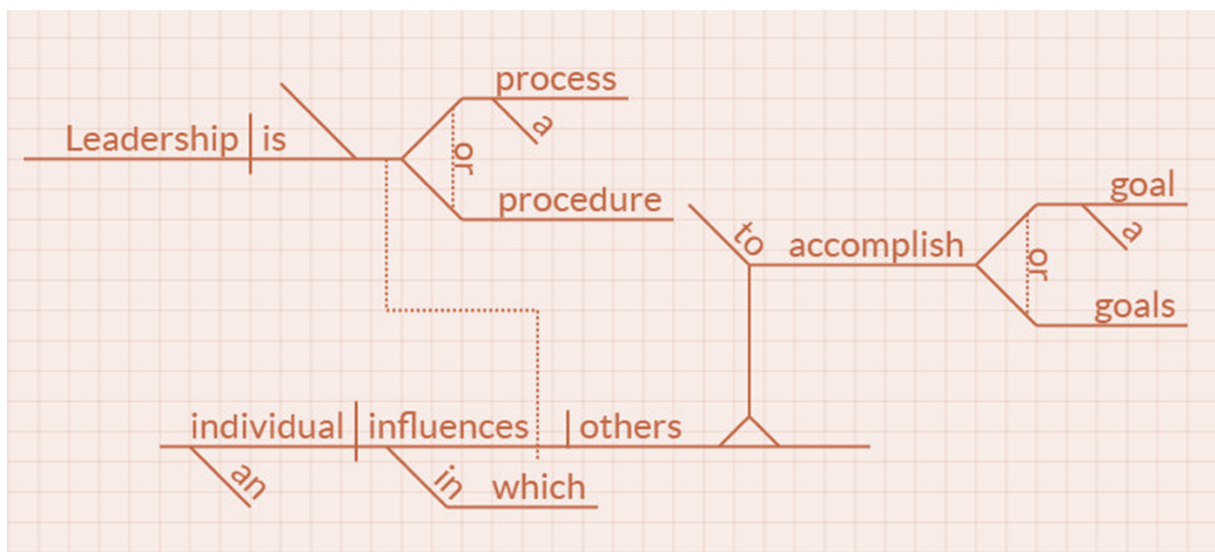 process
a
Leadership is
or
procedure
goal
a
to accomplish
or
goals
individual influences others
an
in which